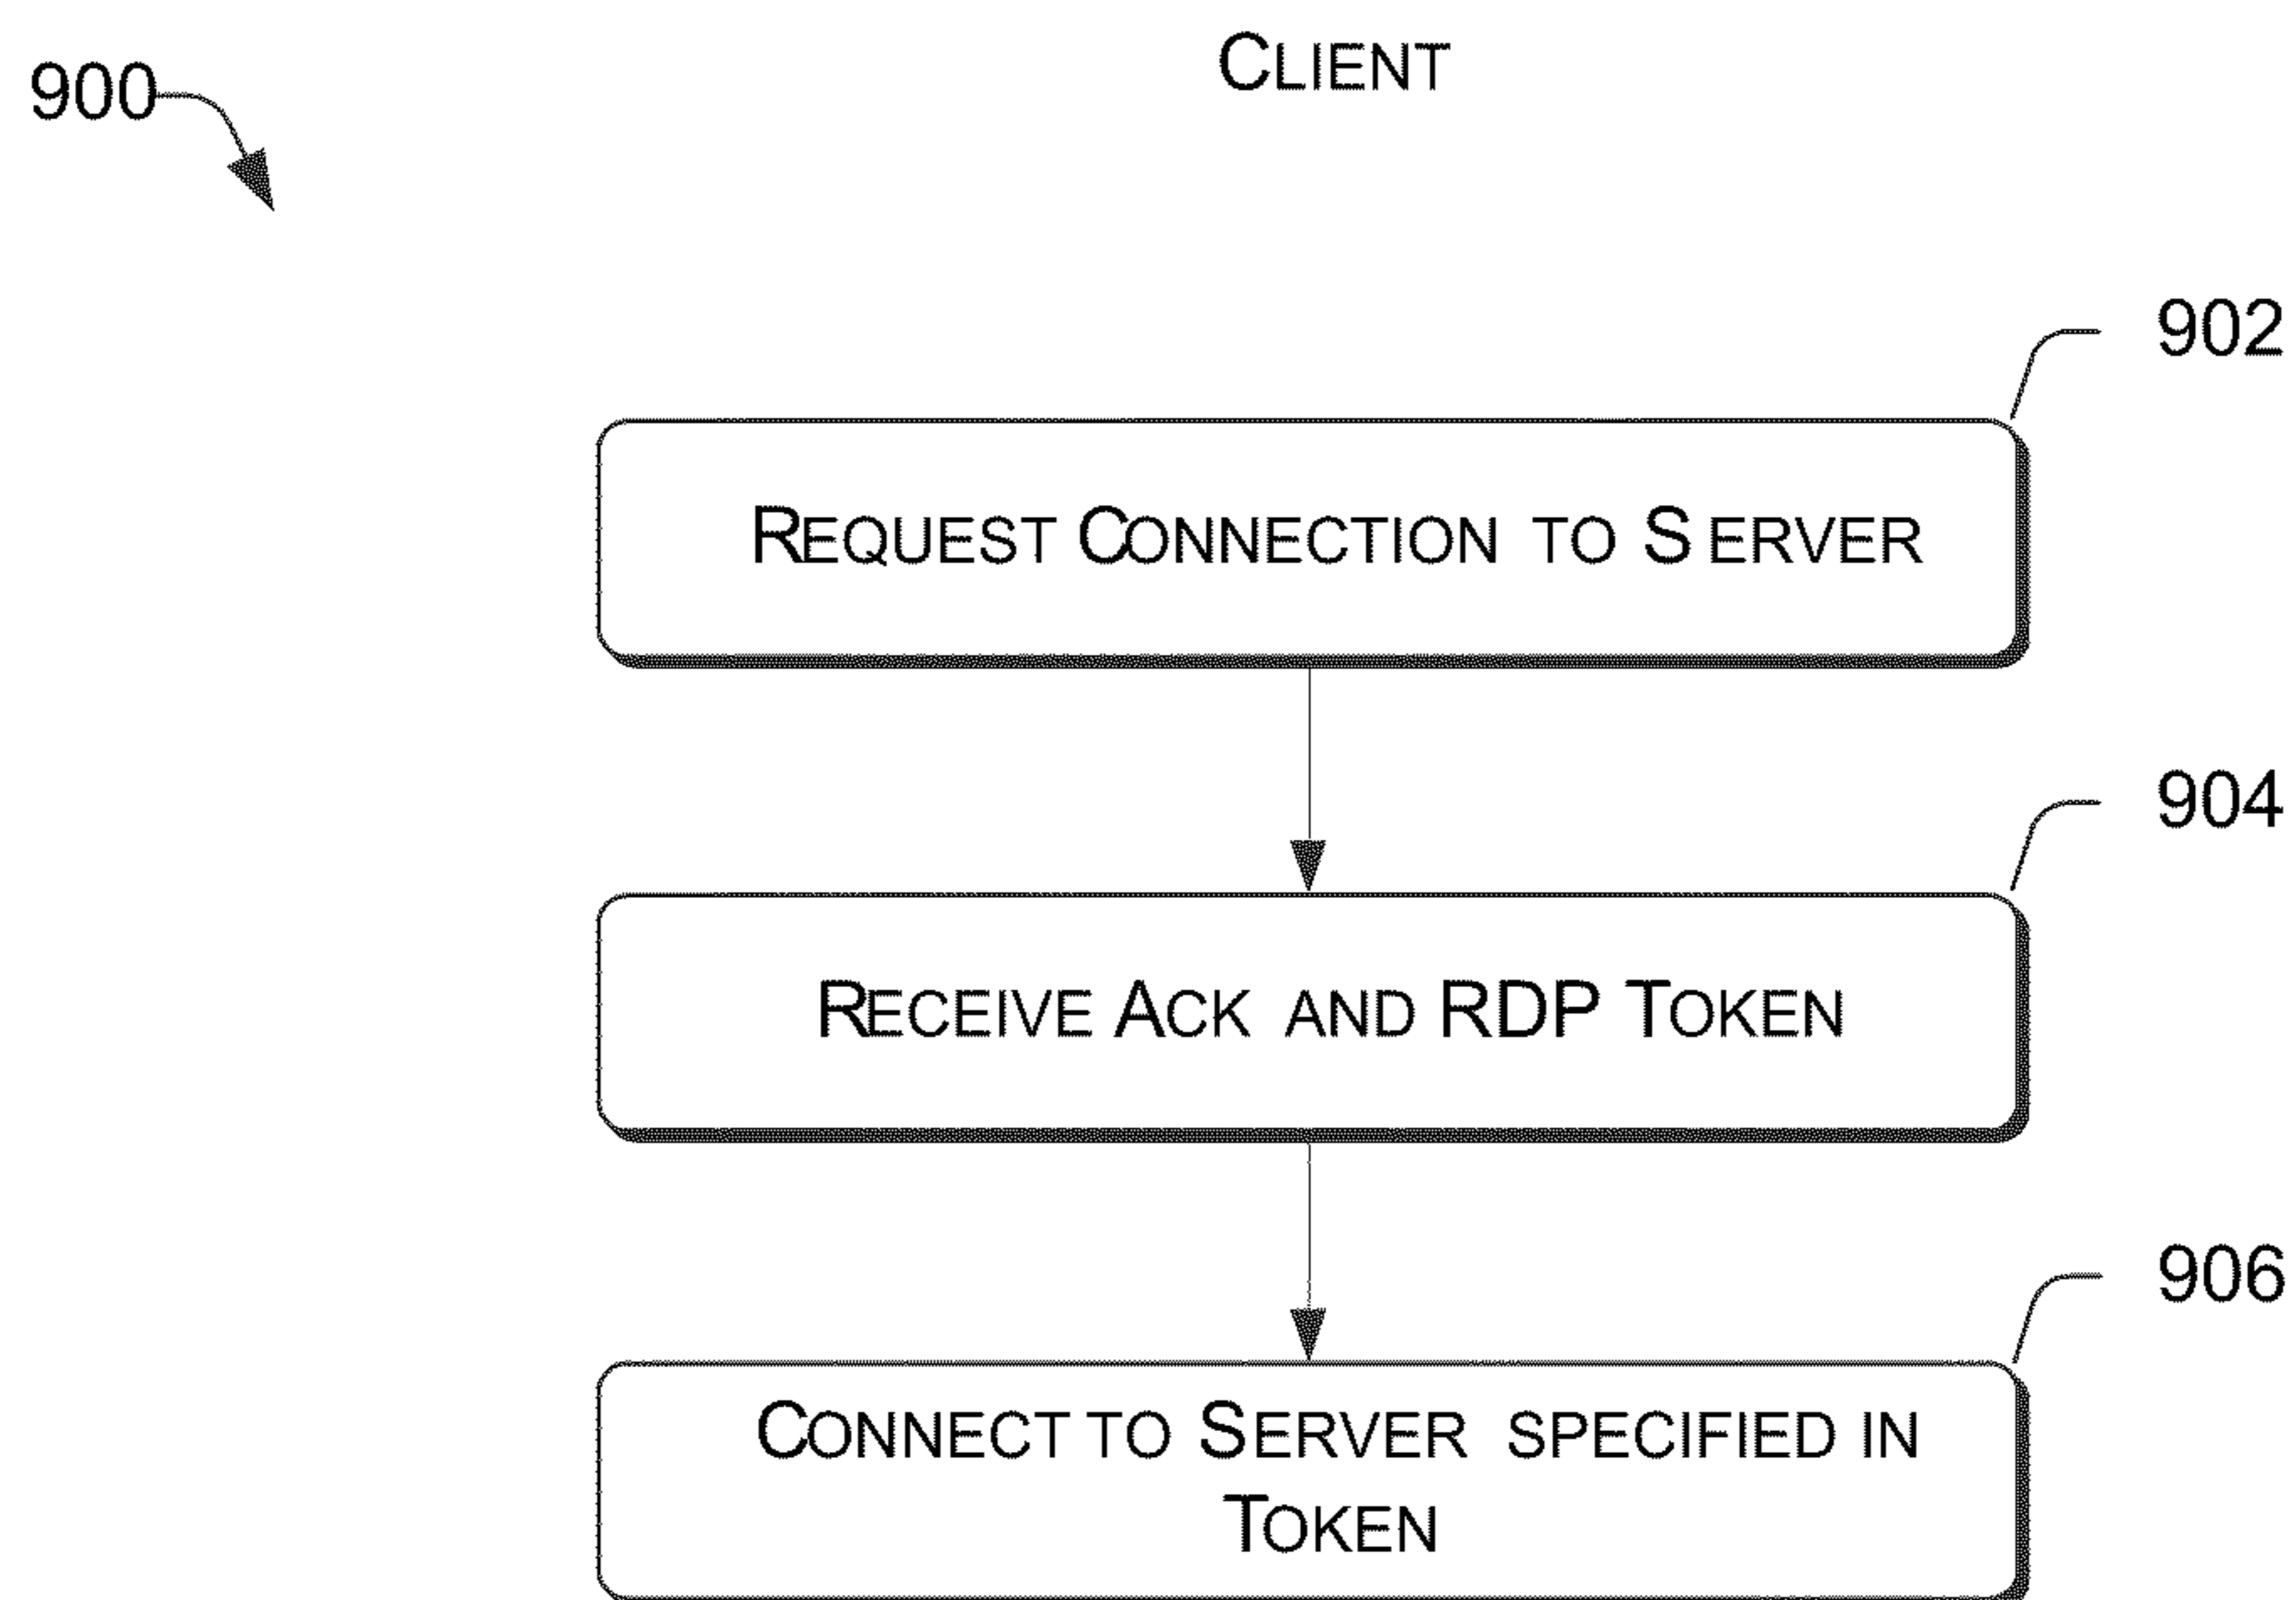 CLIENT
900
902
REQUEST CONNECTION TO SERVER
904
RECEIVE ACK AND RDP TOKEN
906
CONNECT TO SERVER SPECIFIED IN
TOKEN